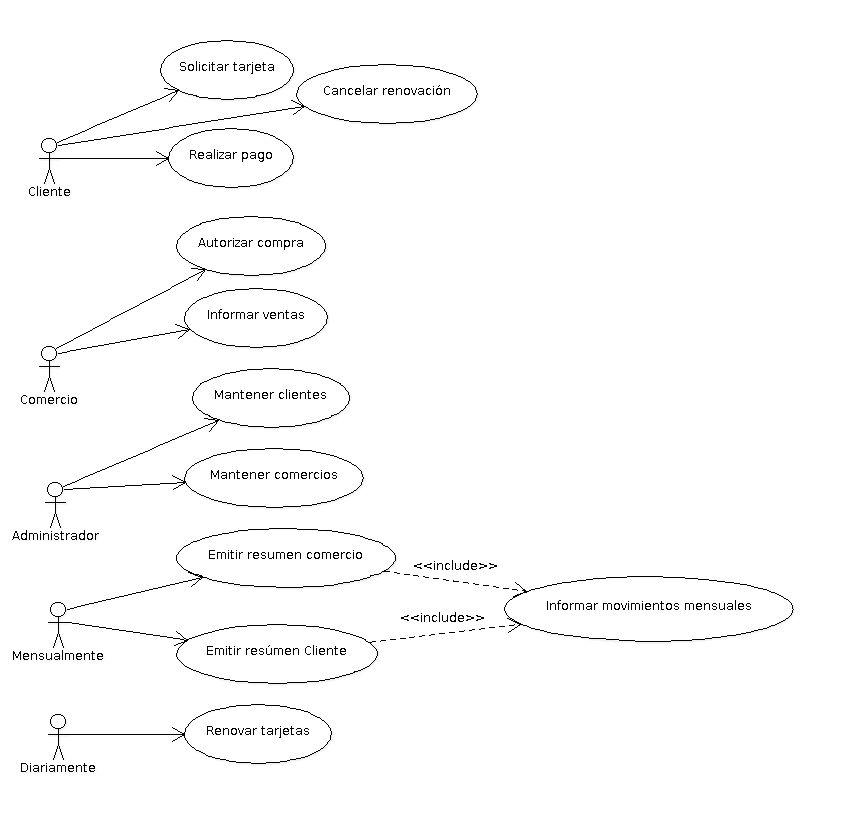 Solicitar tarjeta
Cancelar renovación
Realizar pago
Cliente
Autorizar compra
Informar ventas
Comercio
Mantener clientes
Mantener comercios
Administrador
Emitir resumen comercio
<<include>>
Informar movimientos mensuales
<<include>>
Emitir resúmen Cliente
Mensualmente
Renovar tarjetas
Diariamente